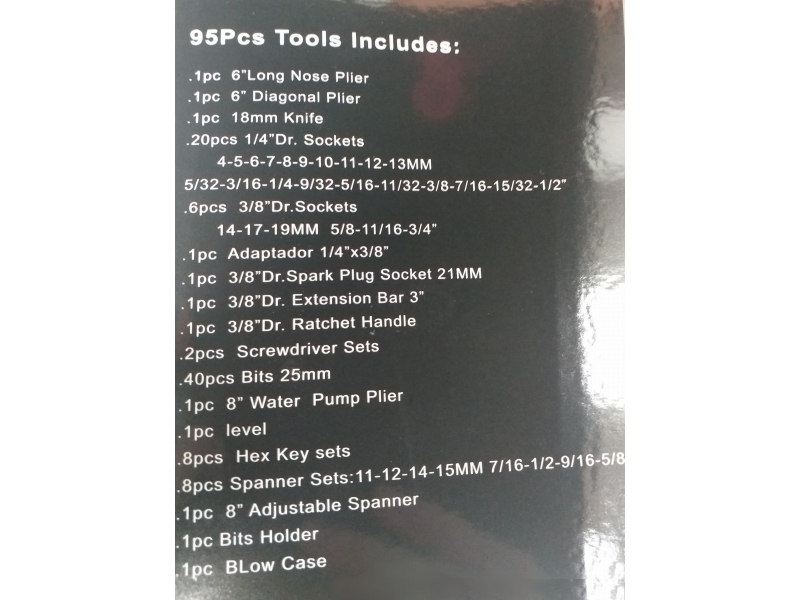 95Pcs Tools Includes:
.1pc 6"Long Nose Plier
.1pc 6" Diagonal Plier
.1pc 18mm Knife
.20pcs 1/4"Dr. Sockets
4-5-6-7-8-9-10-11-12-13MM
5/32-3/16-1/4-9/32-5/16-11/32-3/8-7/16-15/32-1/2"
.6pcs 3/8"Dr.Sockets
14-17-19MM 5/8-11/16-3/4"
.1pc Adaptador 1/4"x3/8"
.1pc 3/8"Dr.Spark Plug Socket 21MM
.1pc 3/8"Dr. Extension Bar 3"
.1pc 3/8"Dr. Ratchet Handle
.2pcs Screwdriver Sets
.40pcs Bits 25mm
.1pc 8" Water Pump Plier
.1pc level
.8pcs Hex Key sets
.8pcs Spanner Sets:11-12-14-15MM 7/16-1/2-9/16-5/8
.1pc 8" Adjustable Spanner
.1pc Bits Holder
.1pc BLow Case